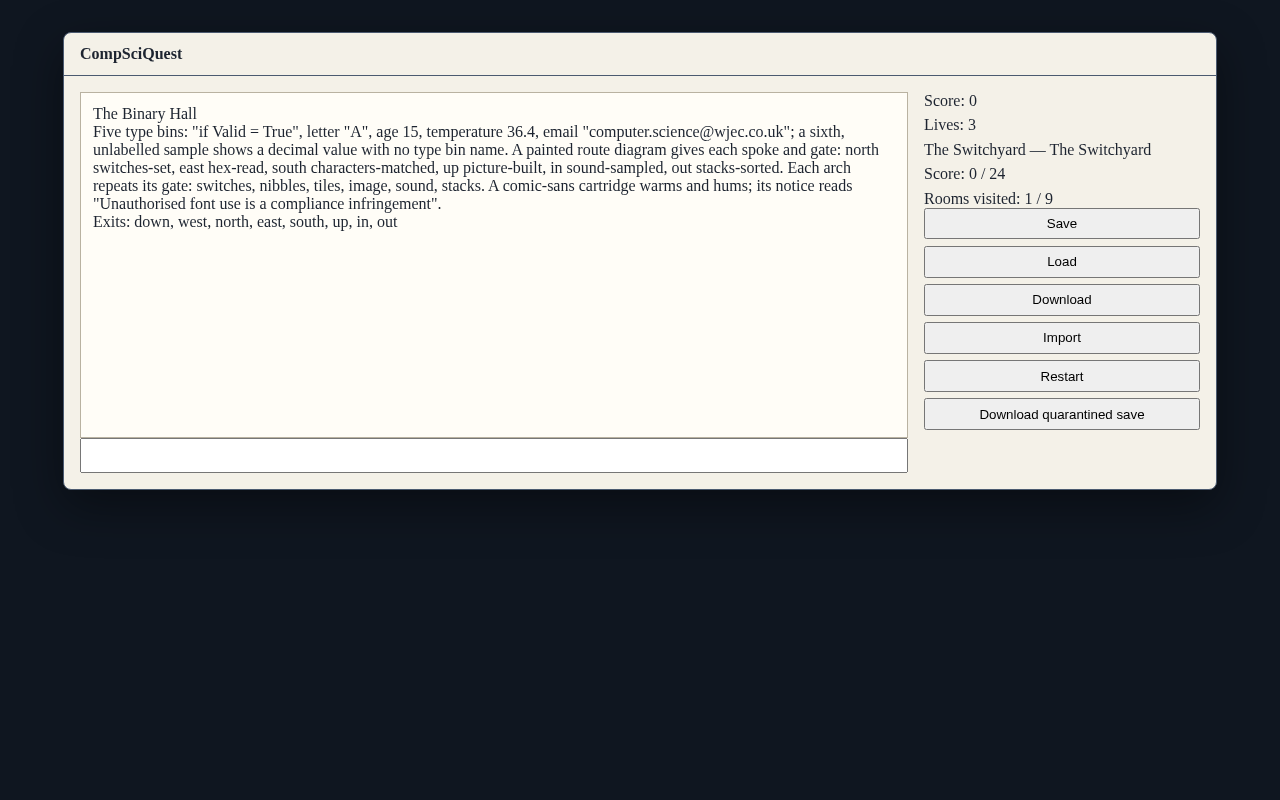 CompSciQuest
The Binary Hall
Five type bins: "if Valid = True", letter "A", age 15, temperature 36.4, email "computer.science@wjec.co.uk"; a sixth,
unlabelled sample shows a decimal value with no type bin name. A painted route diagram gives each spoke and gate: north
switches-set, east hex-read, south characters-matched, up picture-built, in sound-sampled, out stacks-sorted. Each arch
repeats its gate: switches, nibbles, tiles, image, sound, stacks. A comic-sans cartridge warms and hums; its notice reads
"Unauthorised font use is a compliance infringement".
Exits: down, west, north, east, south, up, in, out
Score: 0
Lives: 3
The Switchyard — The Switchyard
Score: 0 / 24
Rooms visited: 1 / 9
Save
Load
Download
Import
Restart
Download quarantined save